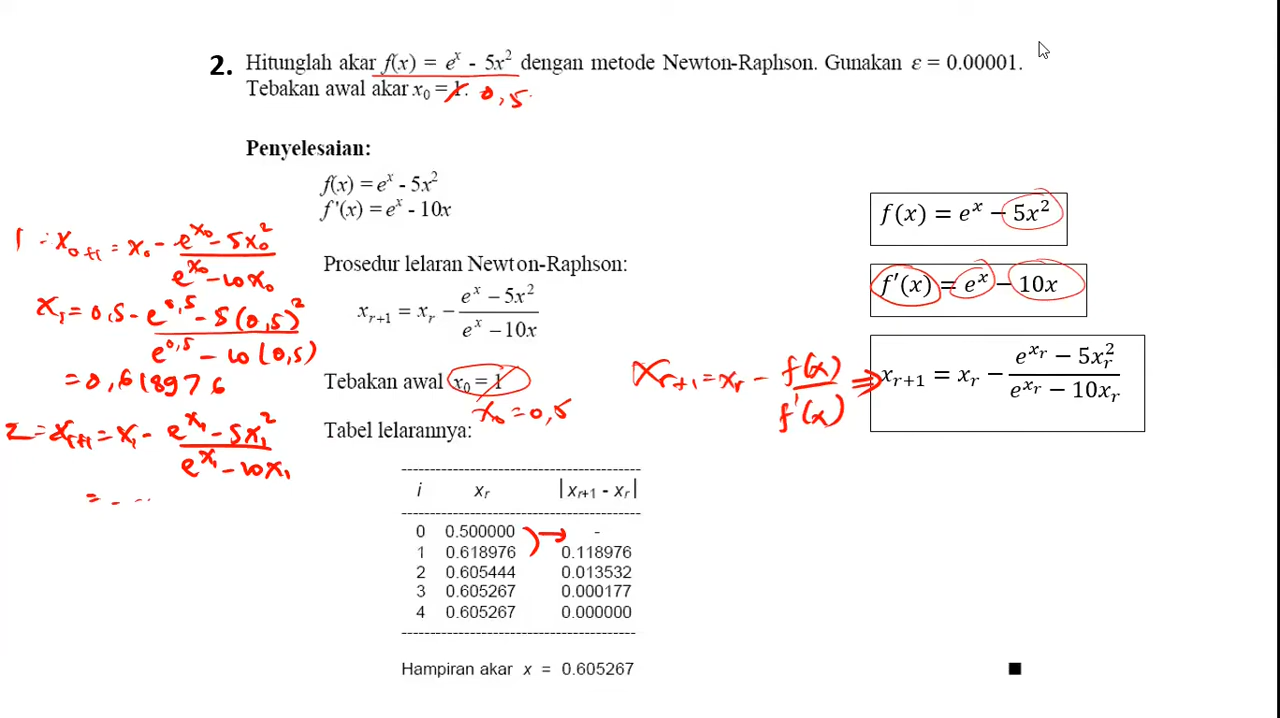 2. Hitunglah akar f(x) = e^x - 5x^2 dengan metode Newton-Raphson. Gunakan ε = 0.00001.
Tebakan awal akar x_0 = 1. 0,5
Penyelesaian:
f(x) = e^x - 5x^2
f '(x) = e^x - 10x
Prosedur lelaran Newton-Raphson:
x_{r+1} = x_r − (e^x − 5x^2)/(e^x − 10x)
Tebakan awal x_0 = 1
x_0 = 0,5
Tabel lelarannya:
i x_r |x_{r+1} - x_r|
0 0.500000 -
1 0.618976 0.118976
2 0.605444 0.013532
3 0.605267 0.000177
4 0.605267 0.000000
Hampiran akar x = 0.605267
1 : x_{0+1} = x_0 - (e^{x_0} - 5x_0^2)/(e^{x_0} - 10x_0)
x_1 = 0,5 - (e^{0,5} - 5(0,5)^2)/(e^{0,5} - 10(0,5))
= 0,618976
2 = x_{1+1} = x_1 - (e^{x_1} - 5x_1^2)/(e^{x_1} - 10x_1)
= - --
f(x) = e^x − 5x^2
f′(x) = e^x − 10x
x_{r+1} = x_r - f(x)/f'(x) ⇒ x_{r+1} = x_r − (e^{x_r} − 5x_r^2)/(e^{x_r} − 10x_r)